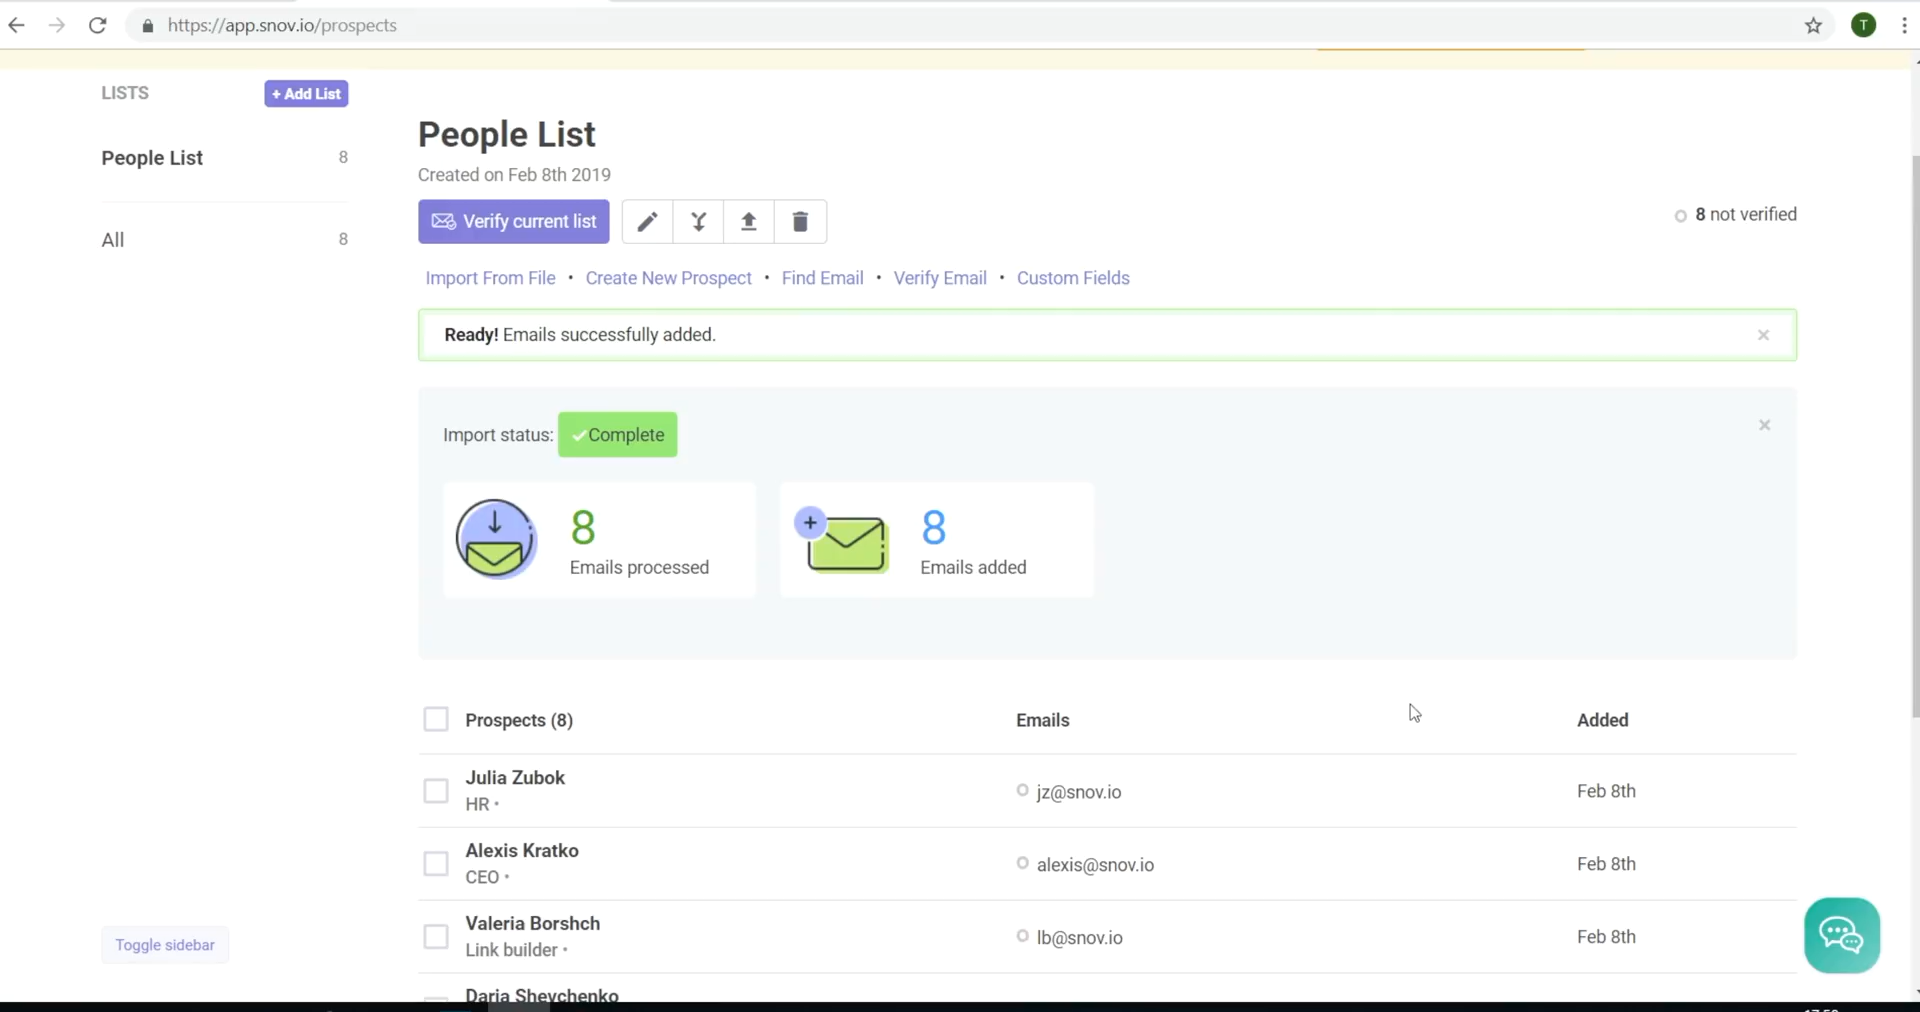 https://app.snov.io/prospects
T
LISTS
+ Add List
People List 8
All 8
People List
Created on Feb 8th 2019
Verify current list
8 not verified
Import From File • Create New Prospect • Find Email • Verify Email • Custom Fields
Ready! Emails successfully added.
Import status: Complete
8
Emails processed
8
Emails added
Prospects (8) Emails Added
Julia Zubok
HR •
jz@snov.io
Feb 8th
Alexis Kratko
CEO •
alexis@snov.io
Feb 8th
Valeria Borshch
Link builder •
lb@snov.io
Feb 8th
Daria Shevchenko
Toggle sidebar